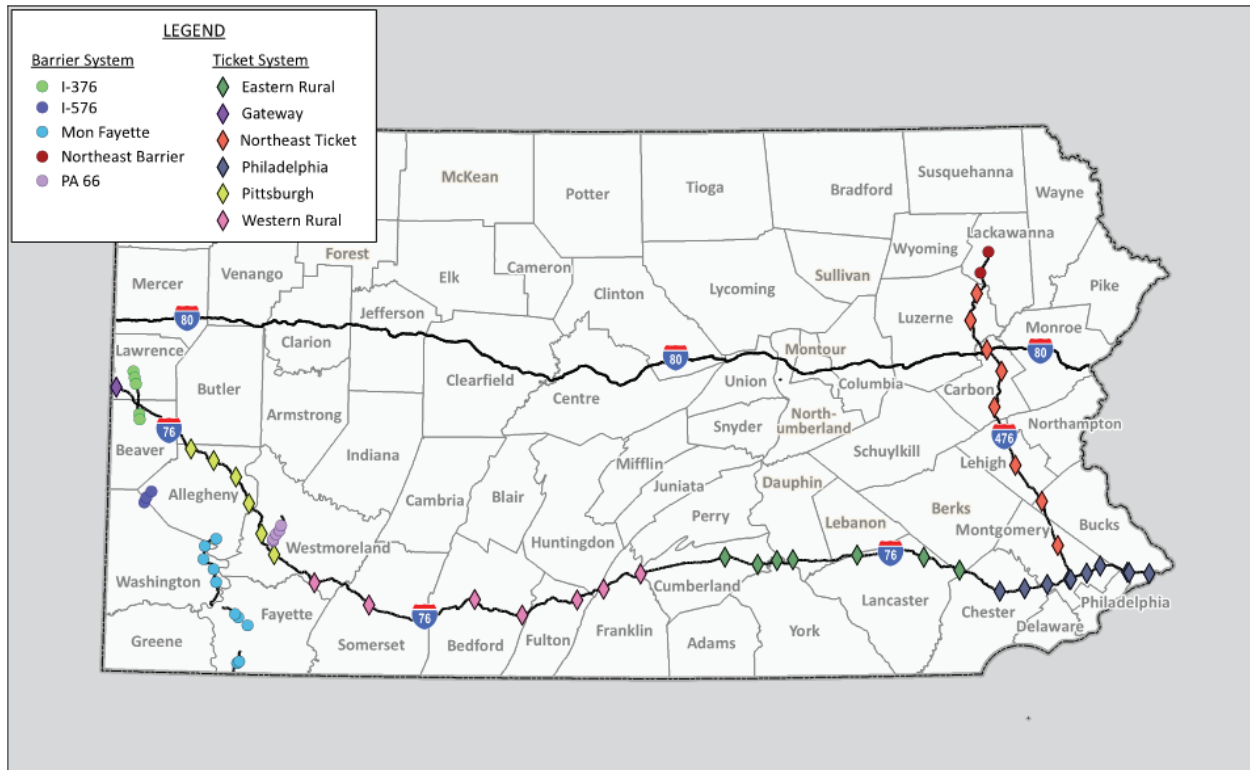 LEGEND
Barrier System
I-376
I-576
Mon Fayette
Northeast Barrier
PA 66
Ticket System
Eastern Rural
Gateway
Northeast Ticket
Philadelphia
Pittsburgh
Western Rural
McKean
Potter
Tioga
Bradford
Susquehanna
Wayne
Wyoming
Lackawanna
Forest
Elk
Cameron
Sullivan
Mercer
Venango
Clinton
Lycoming
Pike
Jefferson
Luzerne
Monroe
80
80
80
Lawrence
Clarion
Montour
Clearfield
Union
Columbia
Carbon
Butler
Centre
Armstrong
Snyder
North-
umberland
Northampton
76
476
Beaver
Indiana
Mifflin
Schuylkill
Lehigh
Allegheny
Cambria
Blair
Juniata
Dauphin
Berks
Perry
Lebanon
Montgomery
Bucks
Westmoreland
Huntingdon
76
Washington
Cumberland
Lancaster
Chester
Philadelphia
Fayette
76
Delaware
Greene
Somerset
Bedford
Fulton
Franklin
Adams
York